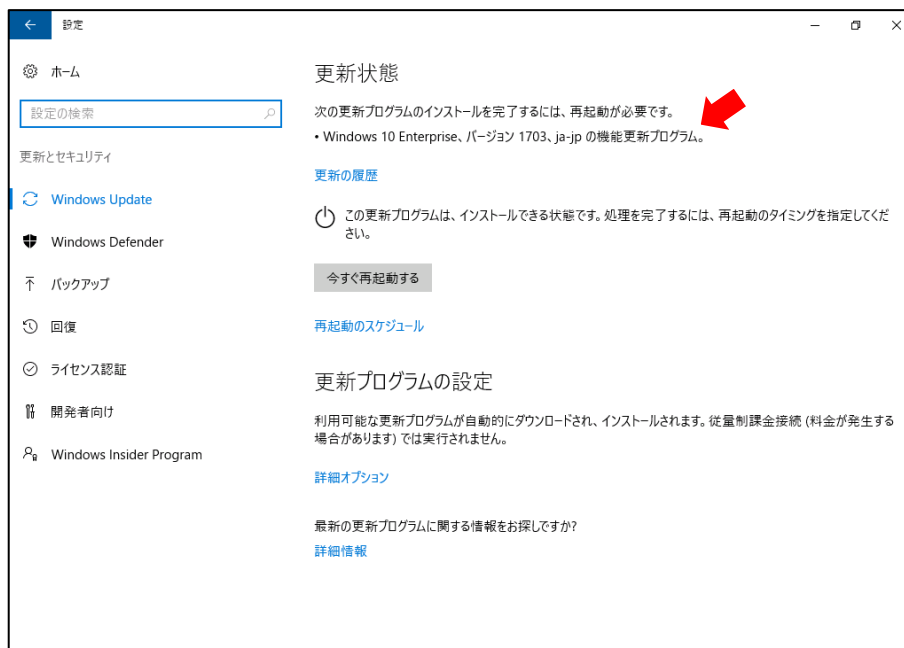 設定
ホーム
設定の検索
更新とセキュリティ
Windows Update
Windows Defender
バックアップ
回復
ライセンス認証
開発者向け
Windows Insider Program
更新状態
次の更新プログラムのインストールを完了するには、再起動が必要です。
• Windows 10 Enterprise、バージョン 1703、ja-jp の機能更新プログラム。
更新の履歴
この更新プログラムは、インストールできる状態です。処理を完了するには、再起動のタイミングを指定してくだ
さい。
今すぐ再起動する
再起動のスケジュール
更新プログラムの設定
利用可能な更新プログラムが自動的にダウンロードされ、インストールされます。従量制課金接続 (料金が発生する
場合があります) では実行されません。
詳細オプション
最新の更新プログラムに関する情報をお探しですか?
詳細情報